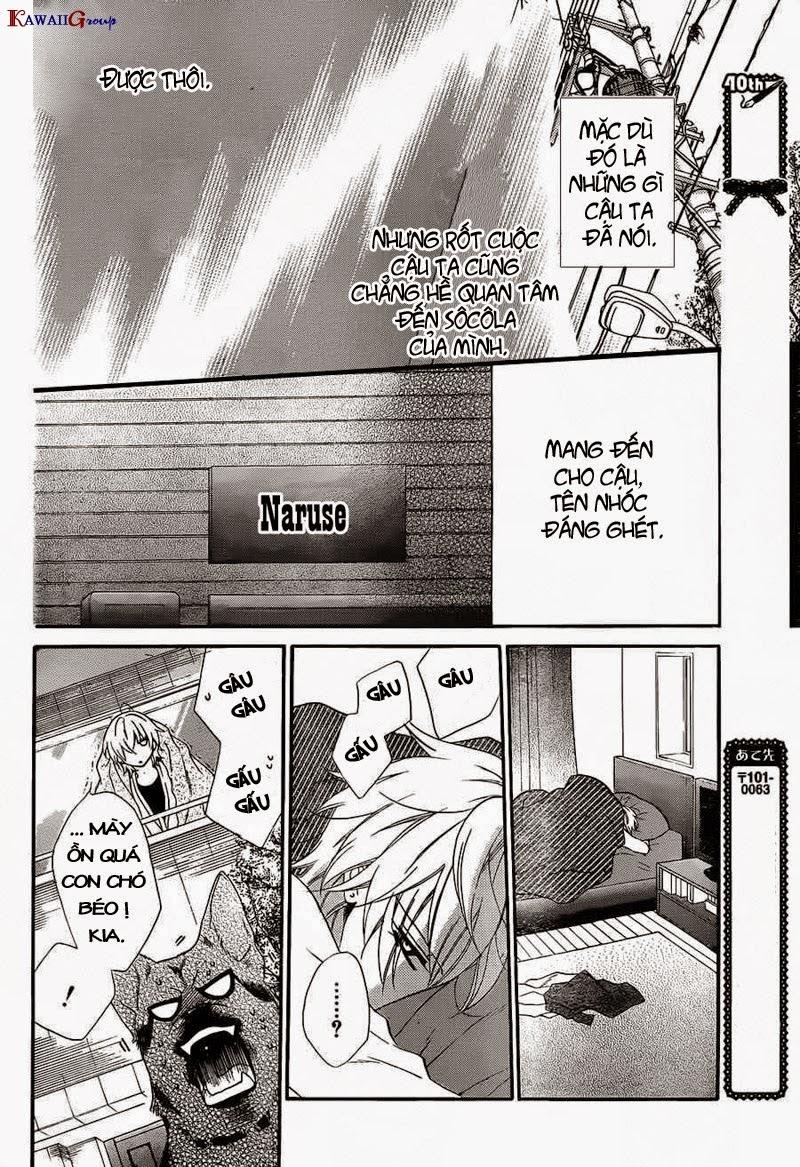 KAWAIIGroup
40th
MẶC DÙ
ĐÓ LÀ
NHỮNG GÌ
CẬU TA
ĐÃ NÓI.
ĐƯỢC THÔI.
NHƯNG RỐT CUỘC
CÂU TA CŨNG
CHẲNG HỀ QUAN TÂM
ĐẾN SÔCÔLA
CỦA MÌNH.
MANG ĐẾN
CHO CẬU,
TÊN NHÓC
ĐÁNG GHÉT.
Naruse
GÂU
GÂU
GẤU
......?
GÂU
GÂU
GẤU
GẤU
... MÀY
ỒN QUÁ
CON CHÓ
BÉO Ị
KIA.
!
あて先
〒101-
0063